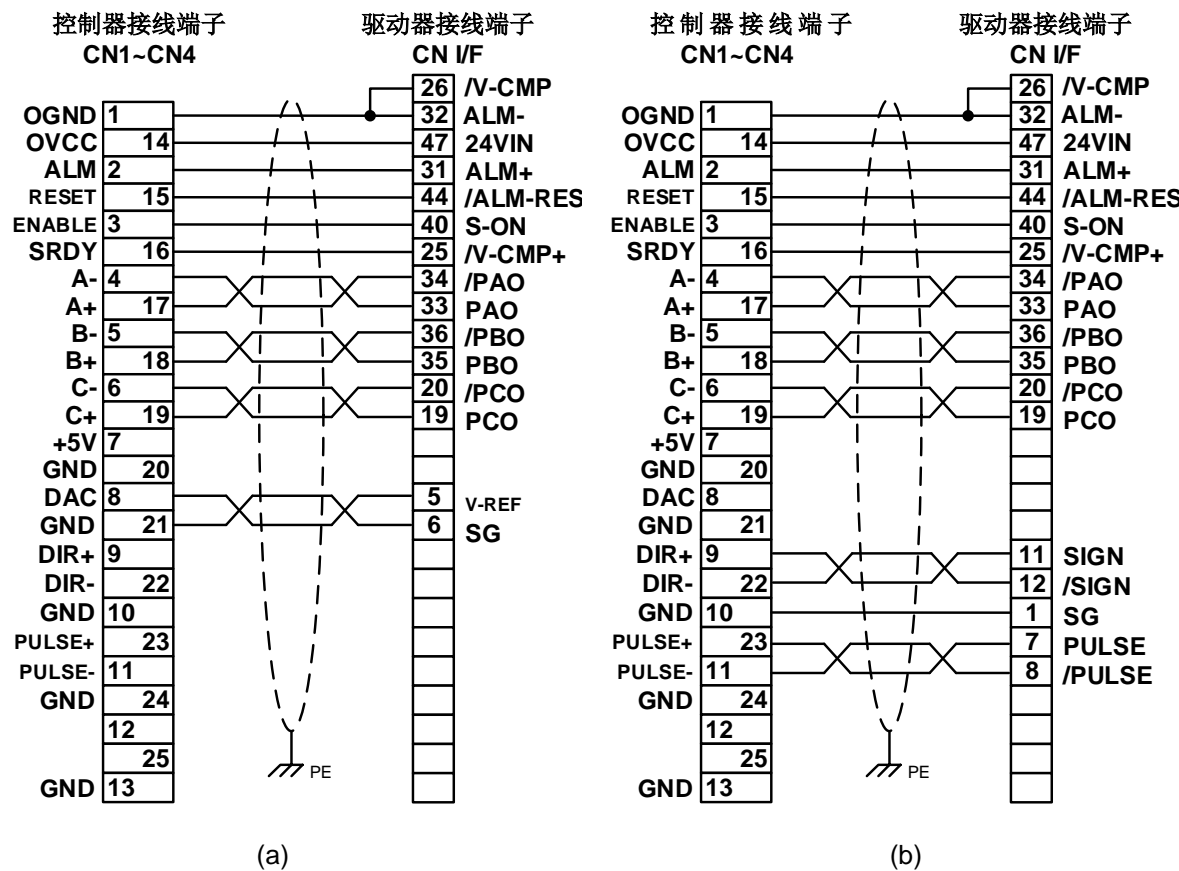 控制器接线端子 驱动器接线端子
CN1~CN4 CN I/F
26 /V-CMP
OGND 1 32 ALM-
OVCC 14 47 24VIN
ALM 2 31 ALM+
RESET 15 44 /ALM-RES
ENABLE 3 40 S-ON
SRDY 16 25 /V-CMP+
A- 4 34 /PAO
A+ 17 33 PAO
B- 5 36 /PBO
B+ 18 35 PBO
C- 6 20 /PCO
C+ 19 19 PCO
+5V 7
GND 20
DAC 8 5 V-REF
GND 21 6 SG
DIR+ 9
DIR- 22
GND 10
PULSE+ 23
PULSE- 11
GND 24
12
25
GND 13
PE
(a)
控制器接线端子 驱动器接线端子
CN1~CN4 CN I/F
26 /V-CMP
OGND 1 32 ALM-
OVCC 14 47 24VIN
ALM 2 31 ALM+
RESET 15 44 /ALM-RES
ENABLE 3 40 S-ON
SRDY 16 25 /V-CMP+
A- 4 34 /PAO
A+ 17 33 PAO
B- 5 36 /PBO
B+ 18 35 PBO
C- 6 20 /PCO
C+ 19 19 PCO
+5V 7
GND 20
DAC 8
GND 21
DIR+ 9 11 SIGN
DIR- 22 12 /SIGN
GND 10 1 SG
PULSE+ 23 7 PULSE
PULSE- 11 8 /PULSE
GND 24
12
25
GND 13
PE
(b)